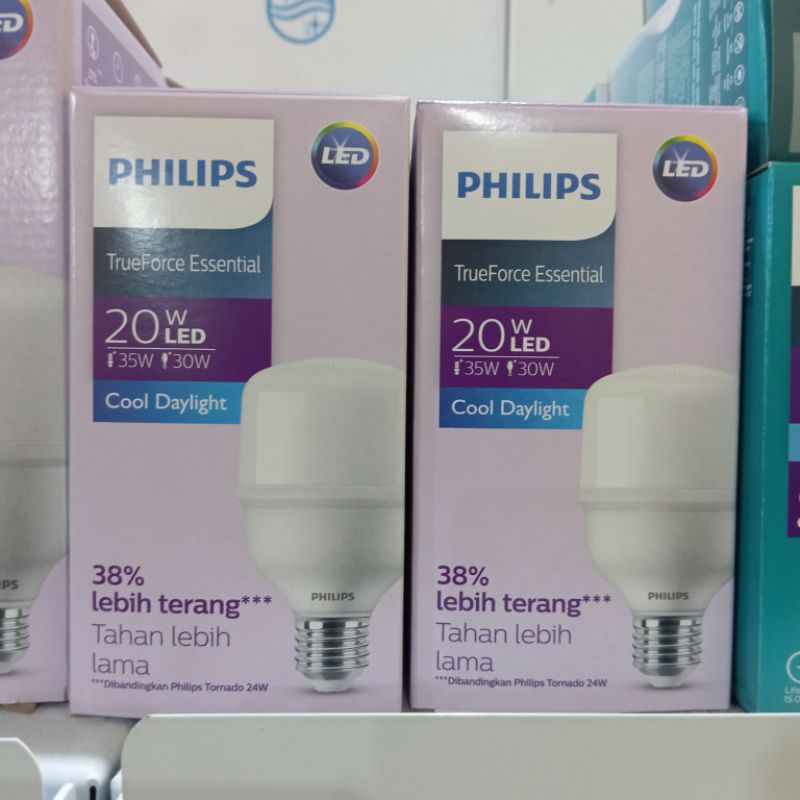 PHILIPS
LED
TrueForce Essential
20W LED
35W 30W
Cool Daylight
38%
lebih terang***
Tahan lebih
lama
***Dibandingkan Philips Tornado 24W
PHILIPS
PHILIPS
LED
TrueForce Essential
20W LED
35W 30W
Cool Daylight
38%
lebih terang***
Tahan lebih
lama
***Dibandingkan Philips Tornado 24W
PHILIPS